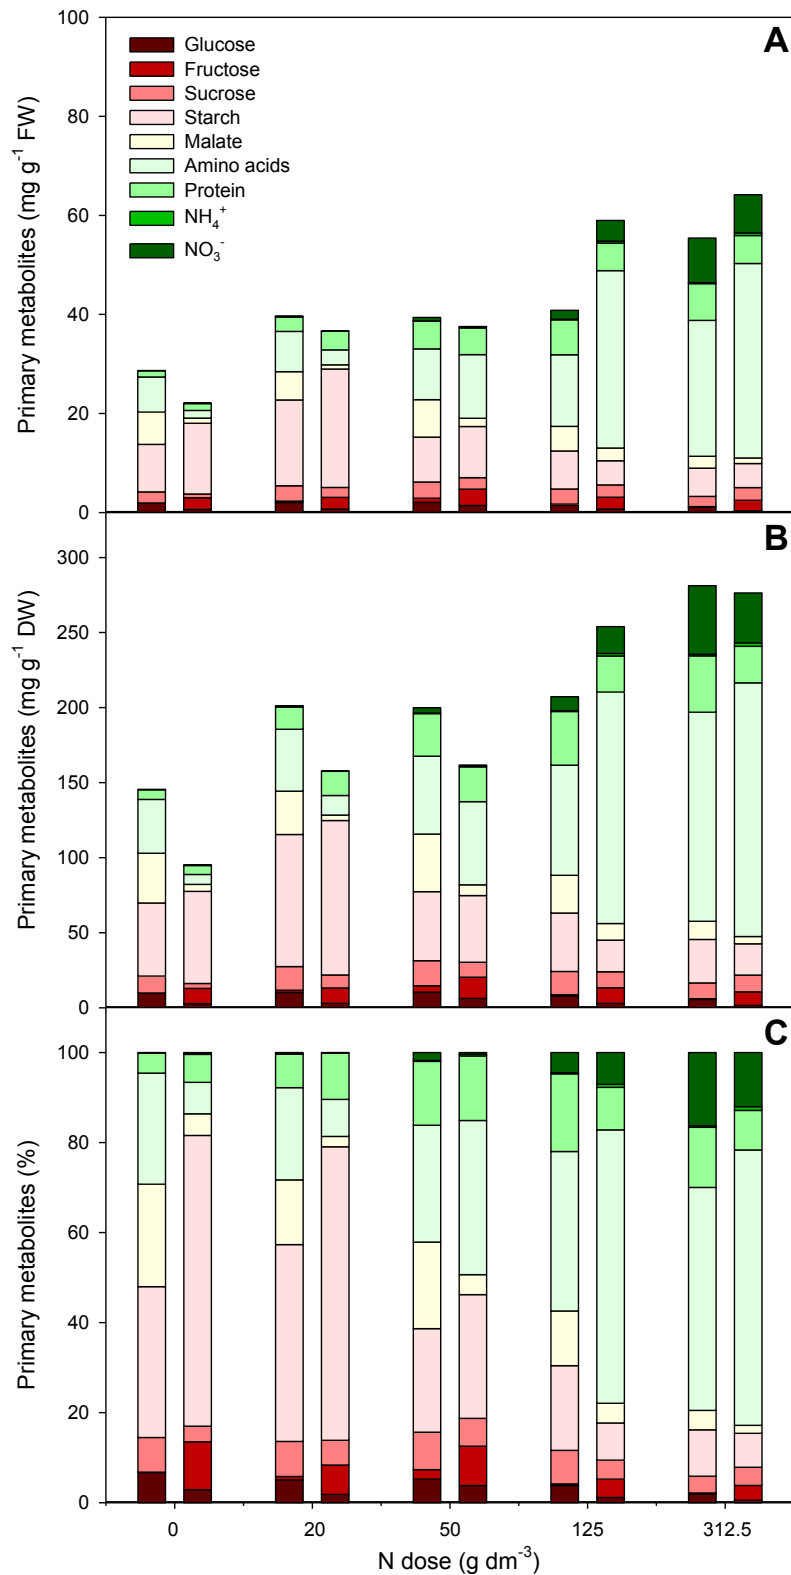 A
Glucose
Fructose
Sucrose
Starch
Malate
Amino acids
Protein
NH₄⁺
NO₃⁻
Primary metabolites (mg g⁻¹ FW)
100
80
60
40
20
0
B
Primary metabolites (mg g⁻¹ DW)
300
250
200
150
100
50
0
C
Primary metabolites (%)
100
80
60
40
20
0
0 20 50 125 312.5
N dose (g dm⁻³)